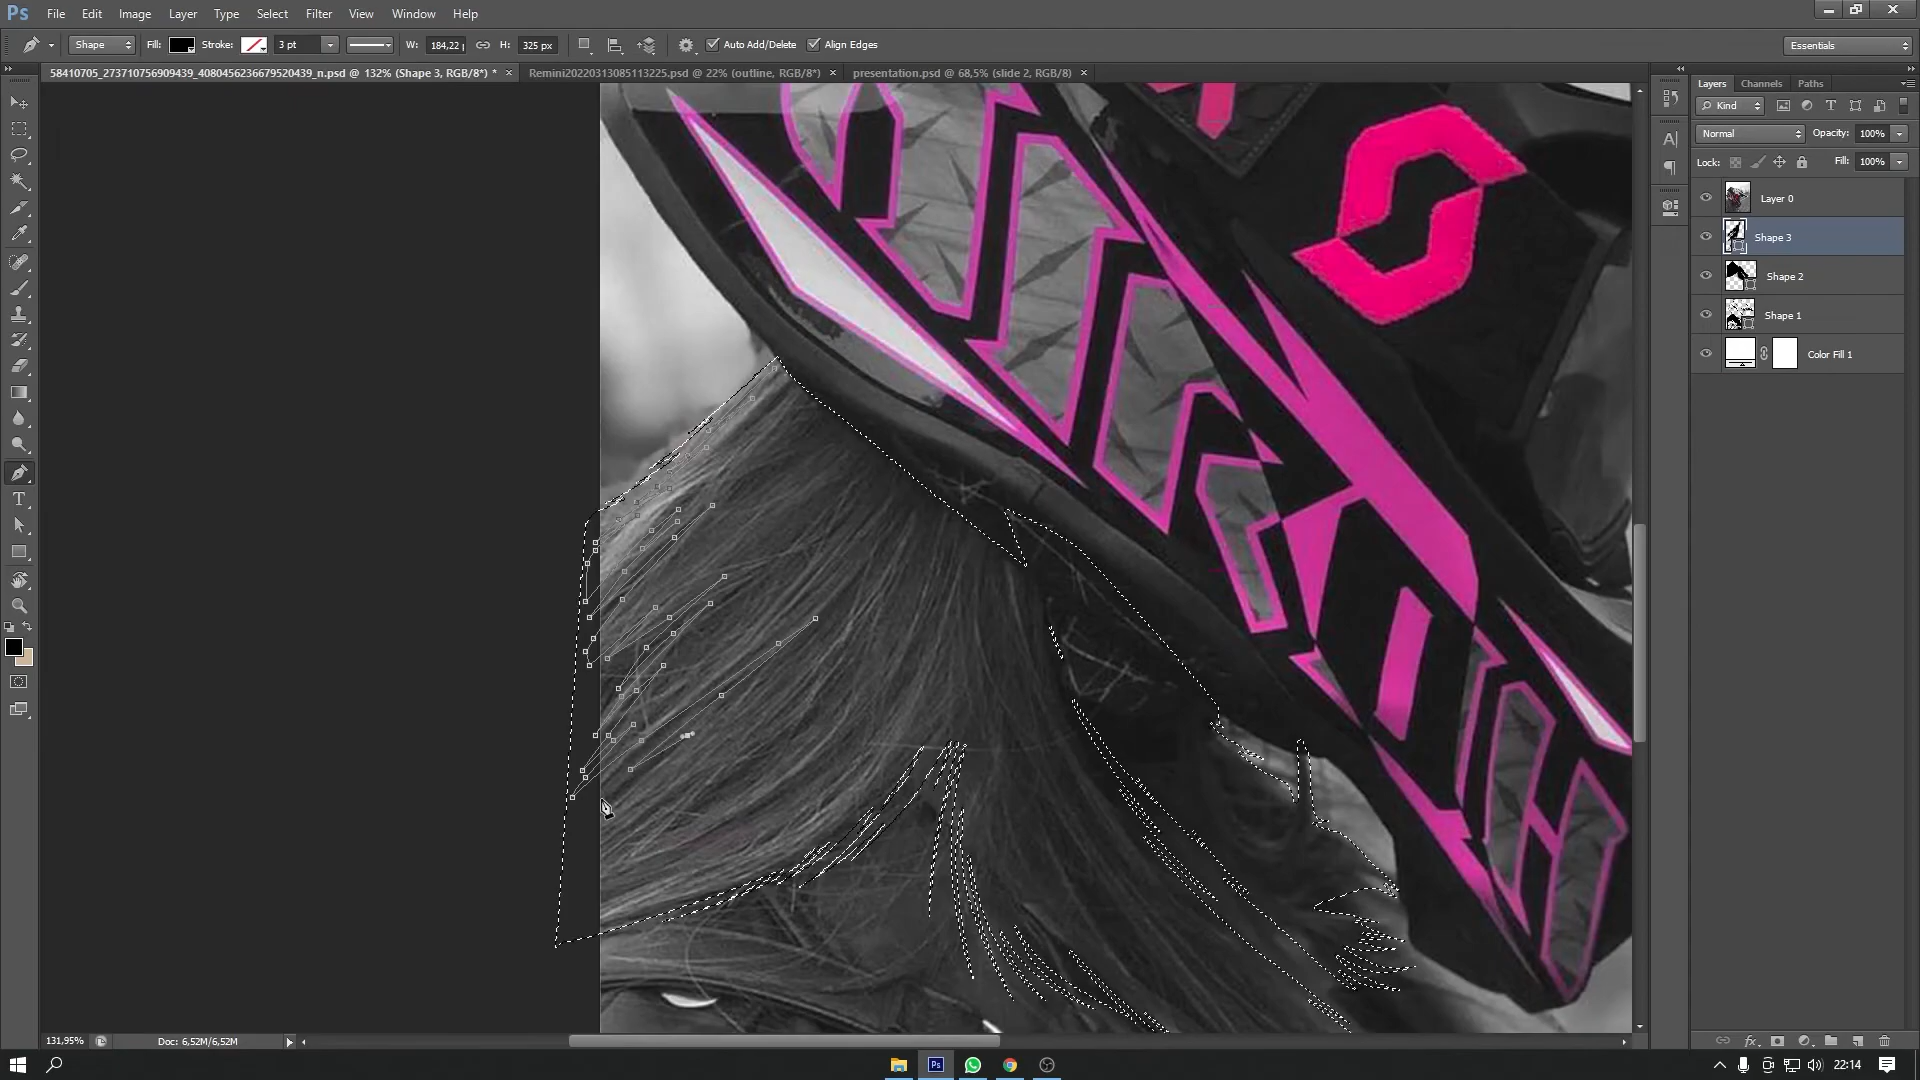 Ps File Edit Image Layer Type Select Filter View Window Help
Shape Fill: Stroke: 3 pt W: 184,22 H: 325 px Auto Add/Delete Align Edges Essentials
58410705_273710756909439_4080456236679520439_n.psd @ 132% (Shape 3, RGB/8*) * × Remini20220313085113225.psd @ 22% (outline, RGB/8*) × presentation.psd @ 68,5% (slide 2, RGB/8) ×
Layers Channels Paths
Kind
Normal Opacity: 100%
Lock: Fill: 100%
Layer 0
Shape 3
Shape 2
Shape 1
Color Fill 1
131,95% Doc: 6,52M/6,52M
22:14